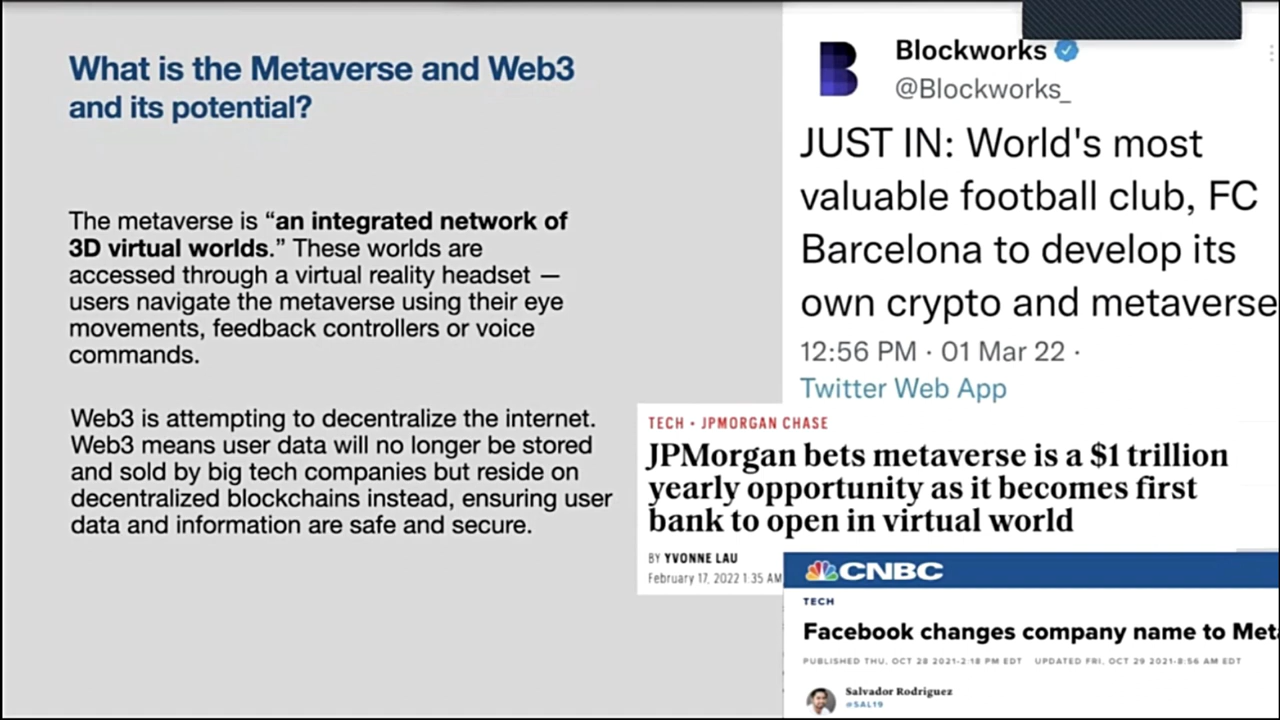 What is the Metaverse and Web3
and its potential?
The metaverse is “an integrated network of
3D virtual worlds.” These worlds are
accessed through a virtual reality headset —
users navigate the metaverse using their eye
movements, feedback controllers or voice
commands.
Web3 is attempting to decentralize the internet.
Web3 means user data will no longer be stored
and sold by big tech companies but reside on
decentralized blockchains instead, ensuring user
data and information are safe and secure.
Blockworks
@Blockworks_
JUST IN: World's most
valuable football club, FC
Barcelona to develop its
own crypto and metaverse
12:56 PM · 01 Mar 22 ·
Twitter Web App
TECH · JPMORGAN CHASE
JPMorgan bets metaverse is a $1 trillion
yearly opportunity as it becomes first
bank to open in virtual world
BY YVONNE LAU
February 17, 2022 1:35 AM
CNBC
TECH
Facebook changes company name to Meta
PUBLISHED THU, OCT 28 2021-2:18 PM EDT UPDATED FRI, OCT 29 2021-8:56 AM EDT
Salvador Rodriguez
@SAL19